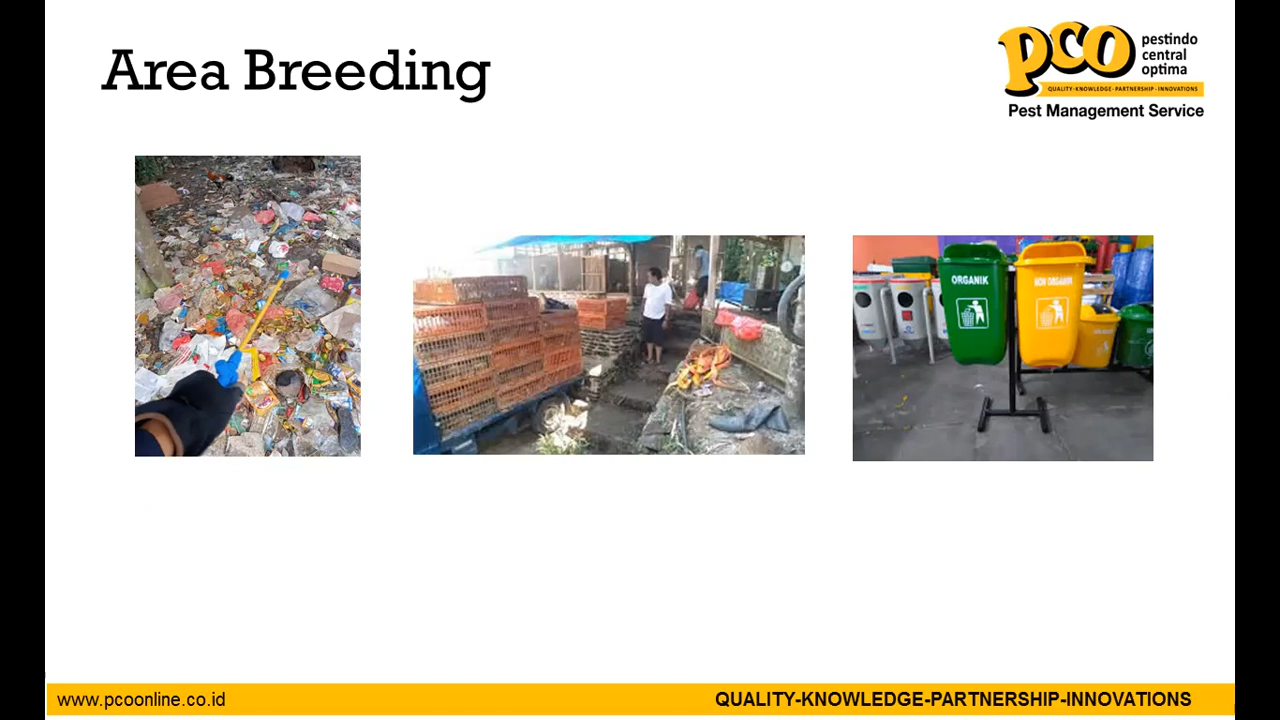 Area Breeding
PCO
pestindo
central
optima
QUALITY-KNOWLEDGE-PARTNERSHIP-INNOVATIONS
Pest Management Service
ORGANIK
NON ORGANIK
www.pcoonline.co.id
QUALITY-KNOWLEDGE-PARTNERSHIP-INNOVATIONS